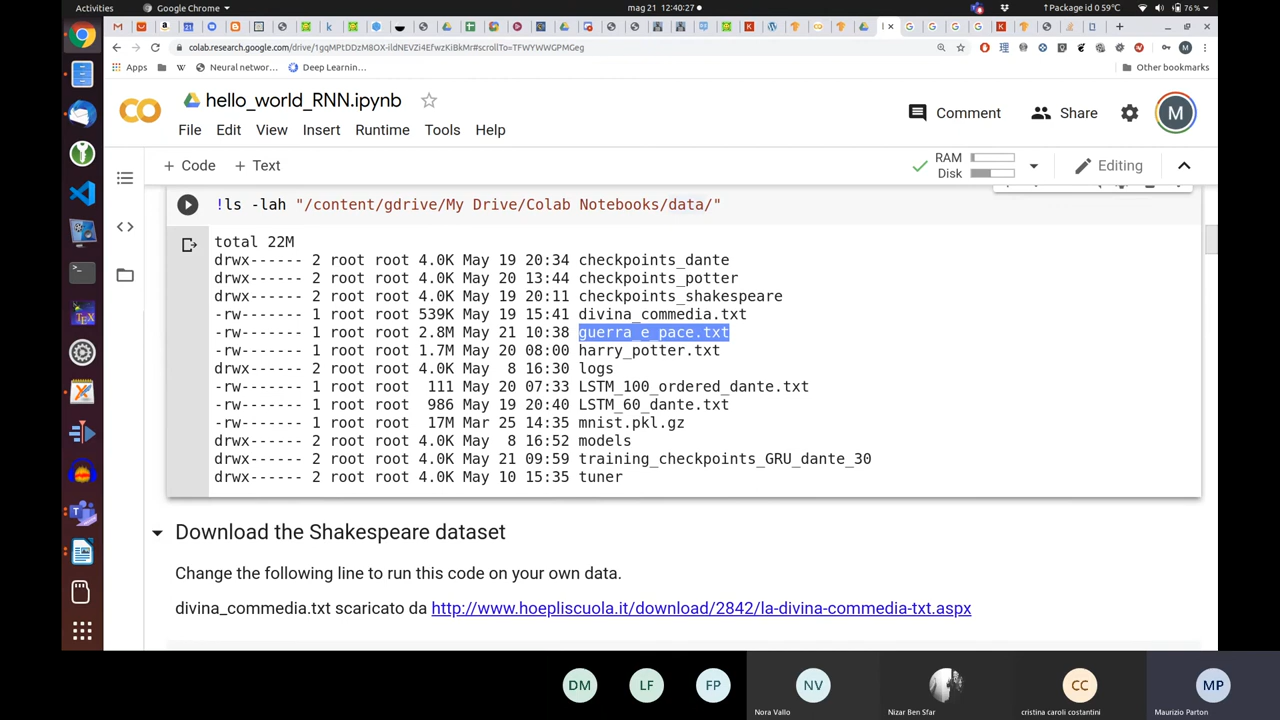 Activities
Google Chrome
mag 21 12:40:27
↑Package id 0 59°C
76%
colab.research.google.com/drive/1gqMPtDDzM8OX-ildNEVZi4EfwzKiBkMr#scrollTo=TFWYWWGPMGeg
Apps
W
Neural networ...
Deep Learnin...
Other bookmarks
hello_world_RNN.ipynb
File Edit View Insert Runtime Tools Help
Comment
Share
M
+ Code + Text
RAM
Disk
Editing
!ls -lah "/content/gdrive/My Drive/Colab Notebooks/data/"
total 22M
drwx------ 2 root root 4.0K May 19 20:34 checkpoints_dante
drwx------ 2 root root 4.0K May 20 13:44 checkpoints_potter
drwx------ 2 root root 4.0K May 19 20:11 checkpoints_shakespeare
-rw------- 1 root root 539K May 19 15:41 divina_commedia.txt
-rw------- 1 root root 2.8M May 21 10:38 guerra_e_pace.txt
-rw------- 1 root root 1.7M May 20 08:00 harry_potter.txt
drwx------ 2 root root 4.0K May  8 16:30 logs
-rw------- 1 root root  111 May 20 07:33 LSTM_100_ordered_dante.txt
-rw------- 1 root root  986 May 19 20:40 LSTM_60_dante.txt
-rw------- 1 root root  17M Mar 25 14:35 mnist.pkl.gz
drwx------ 2 root root 4.0K May  8 16:52 models
drwx------ 2 root root 4.0K May 21 09:59 training_checkpoints_GRU_dante_30
drwx------ 2 root root 4.0K May 10 15:35 tuner
Download the Shakespeare dataset
Change the following line to run this code on your own data.
divina_commedia.txt scaricato da http://www.hoepliscuola.it/download/2842/la-divina-commedia-txt.aspx
DM
LF
FP
NV
CC
MP
Nora Vallo
Nizar Ben Sfar
cristina caroli costantini
Maurizio Parton